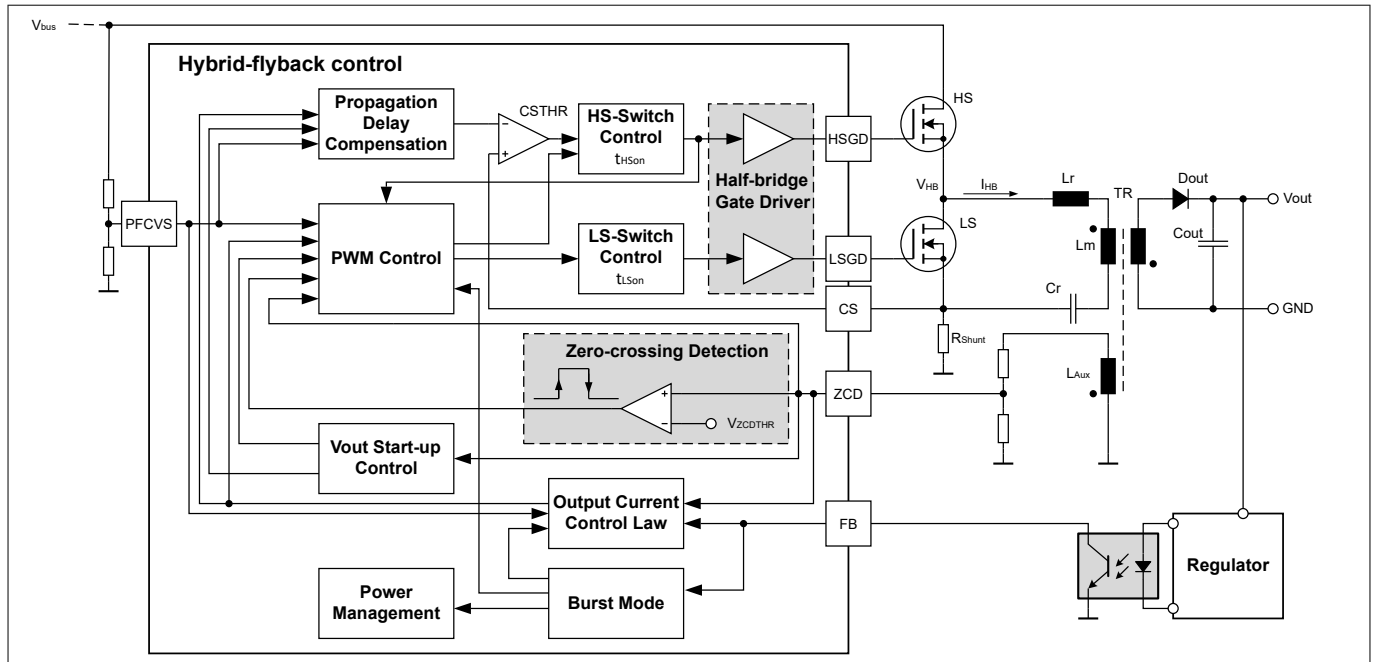 Vbus
Hybrid-flyback control
Propagation
Delay
Compensation
CSTHR
−
+
HS-Switch
Control
tHSon
HSGD
HS
Half-bridge
Gate Driver
VHB
IHB
Lr
TR
Dout
Vout
PFCVS
PWM Control
LS-Switch
Control
tLSon
LSGD
LS
Lm
Cout
CS
Cr
GND
RShunt
Zero-crossing Detection
+
−
VZCDTHR
ZCD
LAux
Vout Start-up
Control
Output Current
Control Law
FB
Regulator
Power
Management
Burst Mode